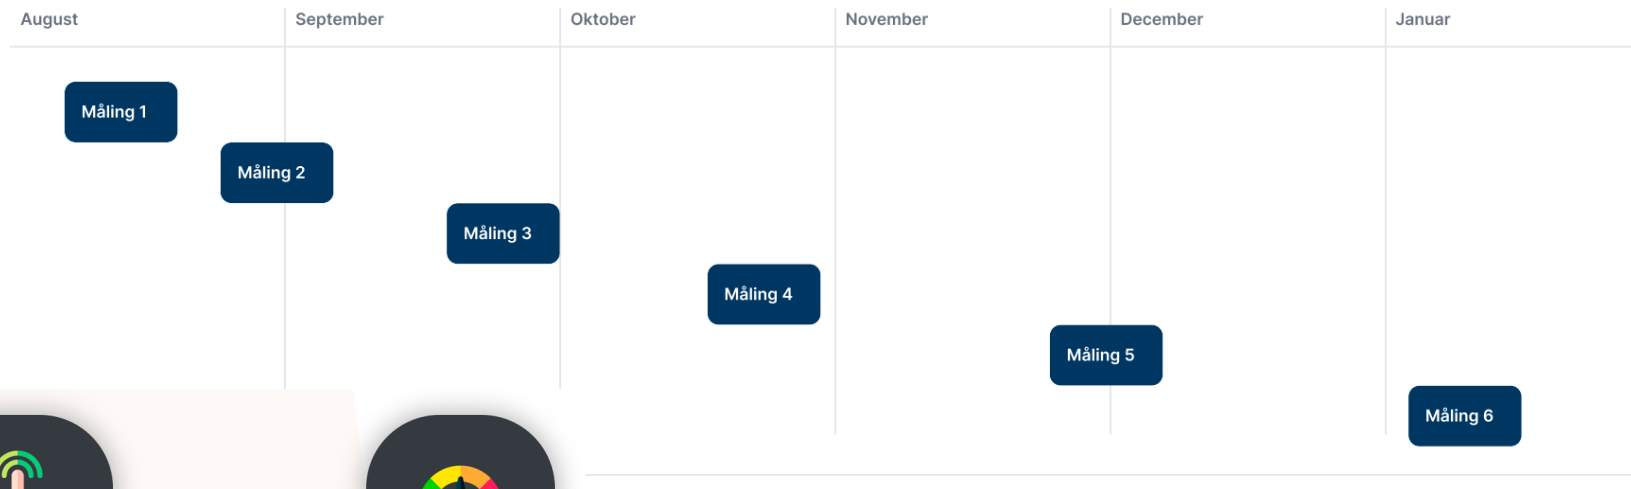 August
September
Oktober
November
December
Januar
Måling 1
Måling 2
Måling 3
Måling 4
Måling 5
Måling 6